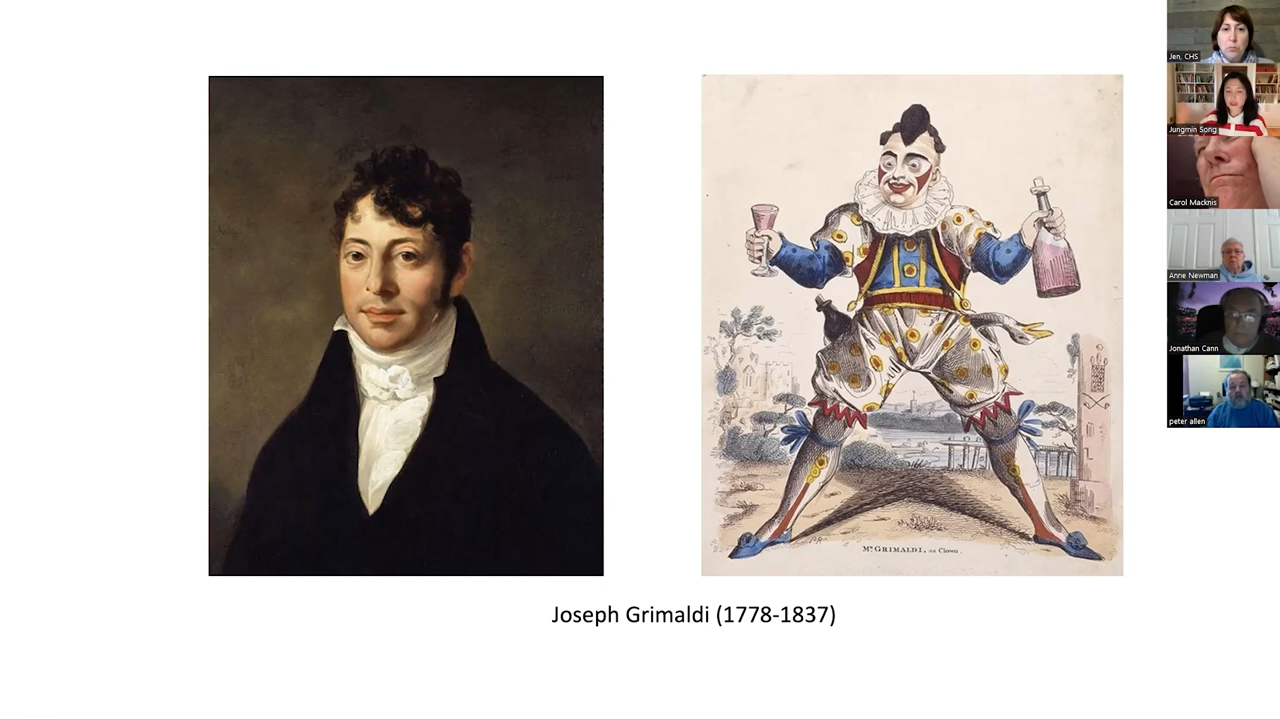 Mr. GRIMALDI, as Clown.
Joseph Grimaldi (1778-1837)
Jen, CHS
Jungmin Song
Carol Macknis
Anne Newman
Jonathan Cann
peter allen